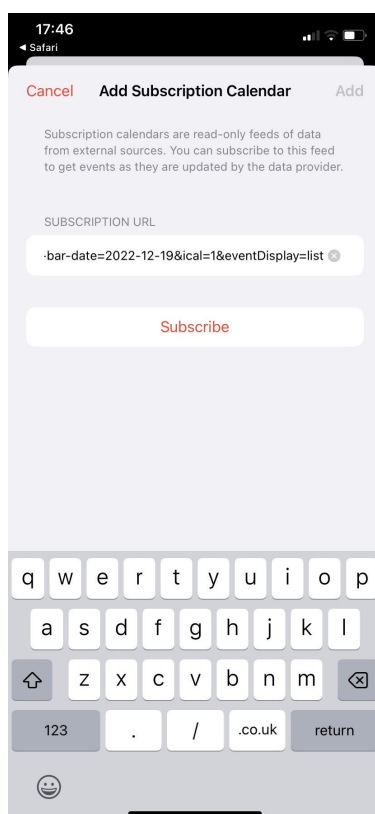 17:46
◀ Safari
Cancel Add Subscription Calendar Add
Subscription calendars are read-only feeds of data
from external sources. You can subscribe to this feed
to get events as they are updated by the data provider.
SUBSCRIPTION URL
-bar-date=2022-12-19&ical=1&eventDisplay=list
Subscribe
q w e r t y u i o p
a s d f g h j k l
z x c v b n m
123 . / .co.uk return